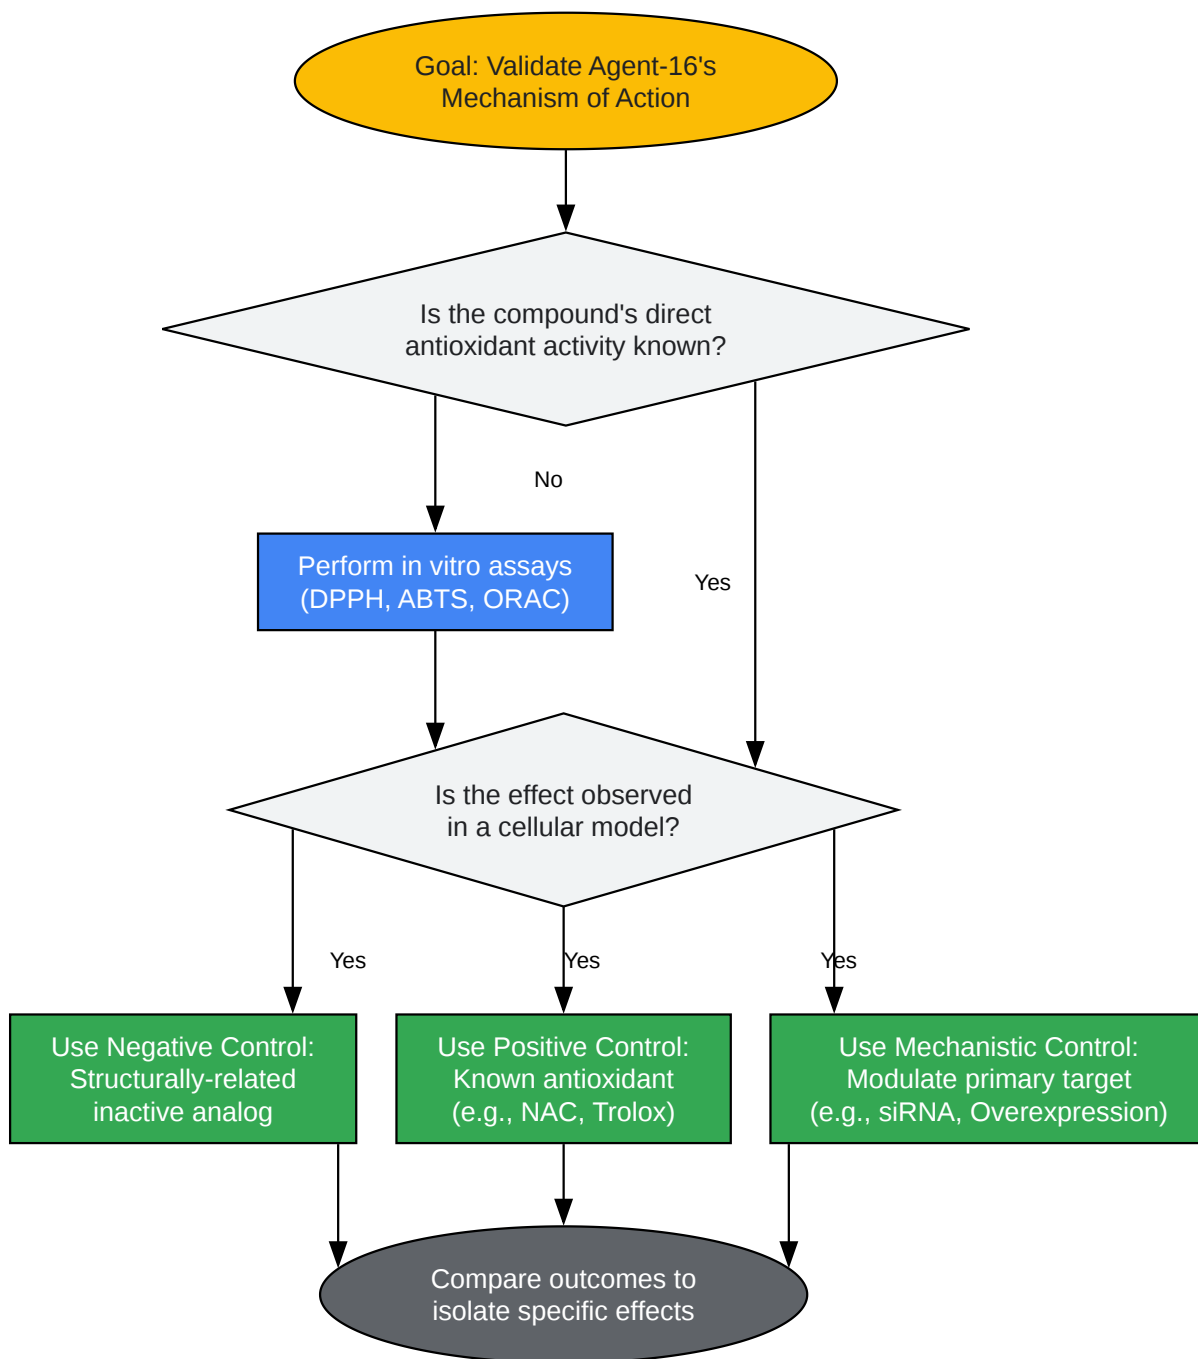 Goal: Validate Agent-16's
Mechanism of Action
Is the compound's direct
antioxidant activity known?
No
Perform in vitro assays
(DPPH, ABTS, ORAC)
Yes
Is the effect observed
in a cellular model?
Yes
Yes
Yes
Use Negative Control:
Structurally-related
inactive analog
Use Positive Control:
Known antioxidant
(e.g., NAC, Trolox)
Use Mechanistic Control:
Modulate primary target
(e.g., siRNA, Overexpression)
Compare outcomes to
isolate specific effects